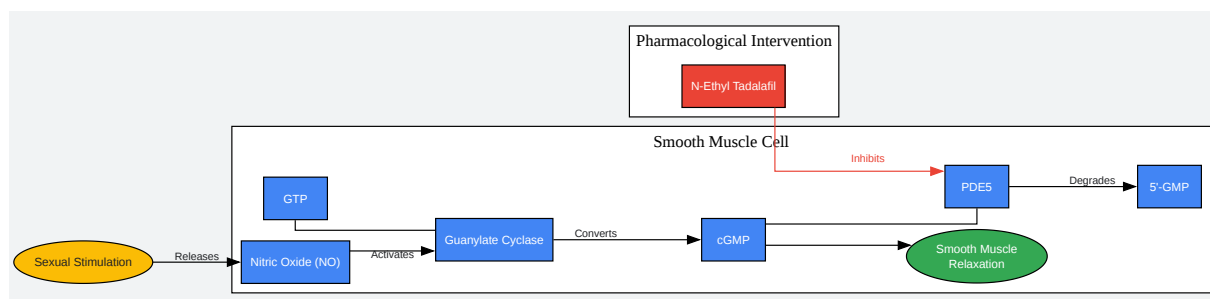 Pharmacological Intervention
N-Ethyl Tadalafil
Smooth Muscle Cell
Inhibits
GTP
PDE5
Degrades
5'-GMP
Guanylate Cyclase
Converts
cGMP
Sexual Stimulation
Releases
Nitric Oxide (NO)
Activates
Smooth Muscle
Relaxation